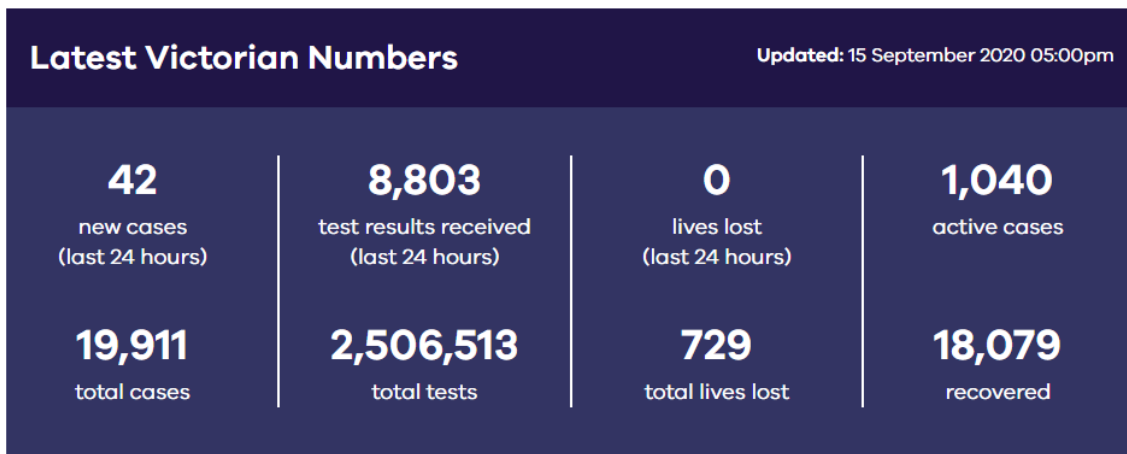 Latest Victorian Numbers
Updated: 15 September 2020 05:00pm
42
new cases
(last 24 hours)
8,803
test results received
(last 24 hours)
0
lives lost
(last 24 hours)
1,040
active cases
19,911
total cases
2,506,513
total tests
729
total lives lost
18,079
recovered